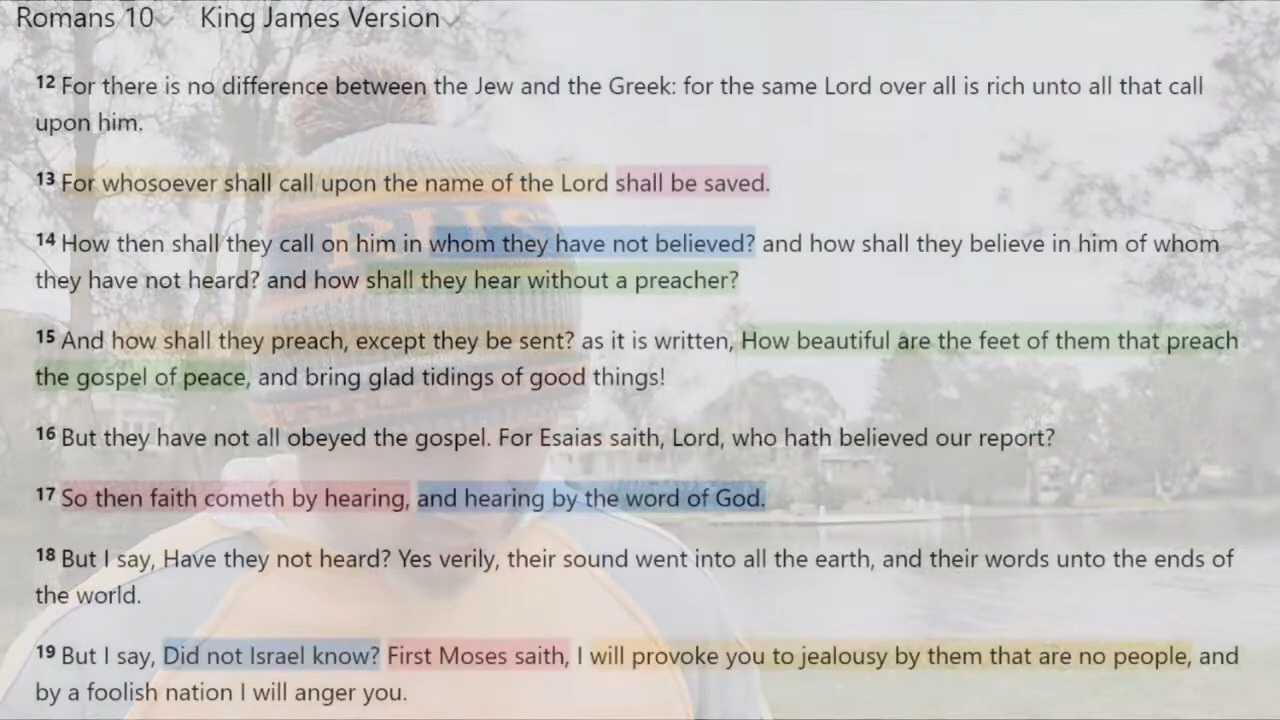 Romans 10 King James Version
12 For there is no difference between the Jew and the Greek: for the same Lord over all is rich unto all that call
upon him.
13 For whosoever shall call upon the name of the Lord shall be saved.
14 How then shall they call on him in whom they have not believed? and how shall they believe in him of whom
they have not heard? and how shall they hear without a preacher?
15 And how shall they preach, except they be sent? as it is written, How beautiful are the feet of them that preach
the gospel of peace, and bring glad tidings of good things!
16 But they have not all obeyed the gospel. For Esaias saith, Lord, who hath believed our report?
17 So then faith cometh by hearing, and hearing by the word of God.
18 But I say, Have they not heard? Yes verily, their sound went into all the earth, and their words unto the ends of
the world.
19 But I say, Did not Israel know? First Moses saith, I will provoke you to jealousy by them that are no people, and
by a foolish nation I will anger you.